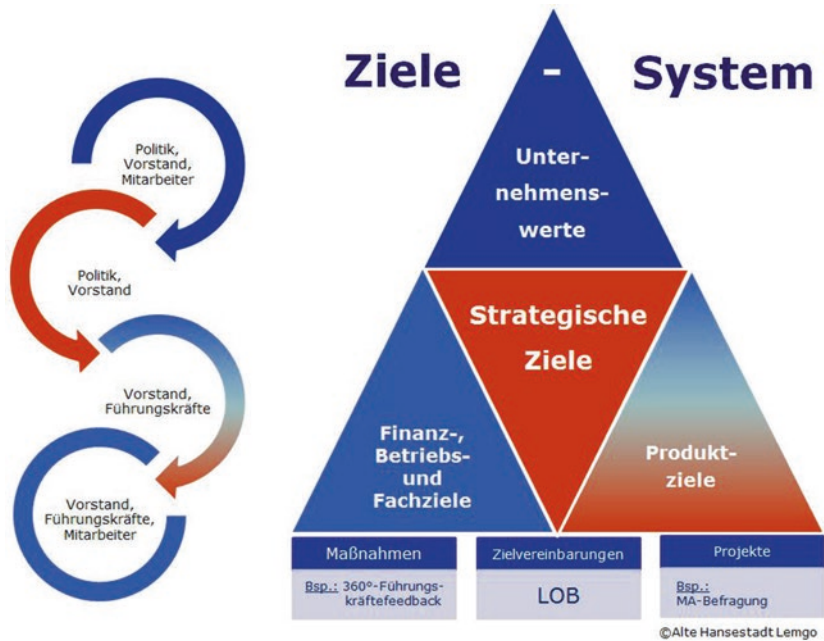 Ziele - System
Politik,
Vorstand,
Mitarbeiter
Politik,
Vorstand
Vorstand,
Führungskräfte
Vorstand,
Führungskräfte,
Mitarbeiter
Unter-
nehmens-
werte
Strategische
Ziele
Finanz-,
Betriebs-
und
Fachziele
Produkt-
ziele
Maßnahmen
Bsp.: 360°-Führungs-
kräftefeedback
Zielvereinbarungen
LOB
Projekte
Bsp.:
MA-Befragung
©Alte Hansestadt Lemgo